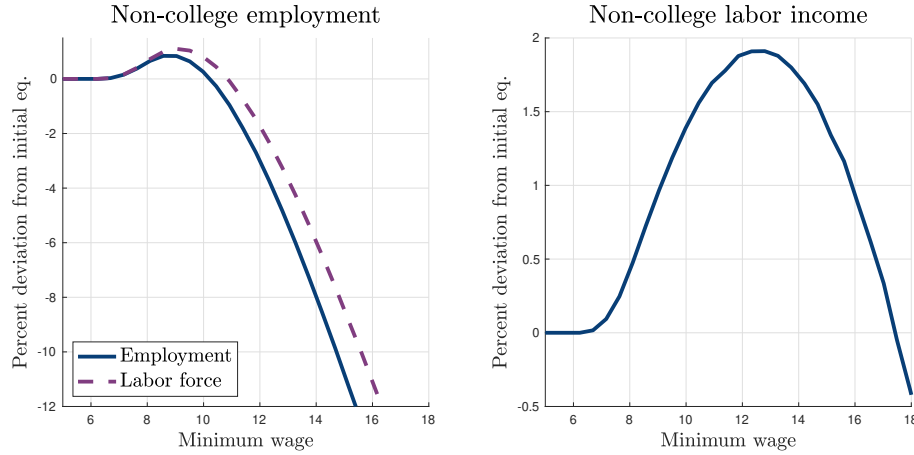 Non-college employment
Percent deviation from initial eq.
0
-2
-4
-6
-8
-10
-12
Employment
Labor force
6 8 10 12 14 16 18
Minimum wage
Non-college labor income
Percent deviation from initial eq.
2
1.5
1
0.5
0
-0.5
6 8 10 12 14 16 18
Minimum wage